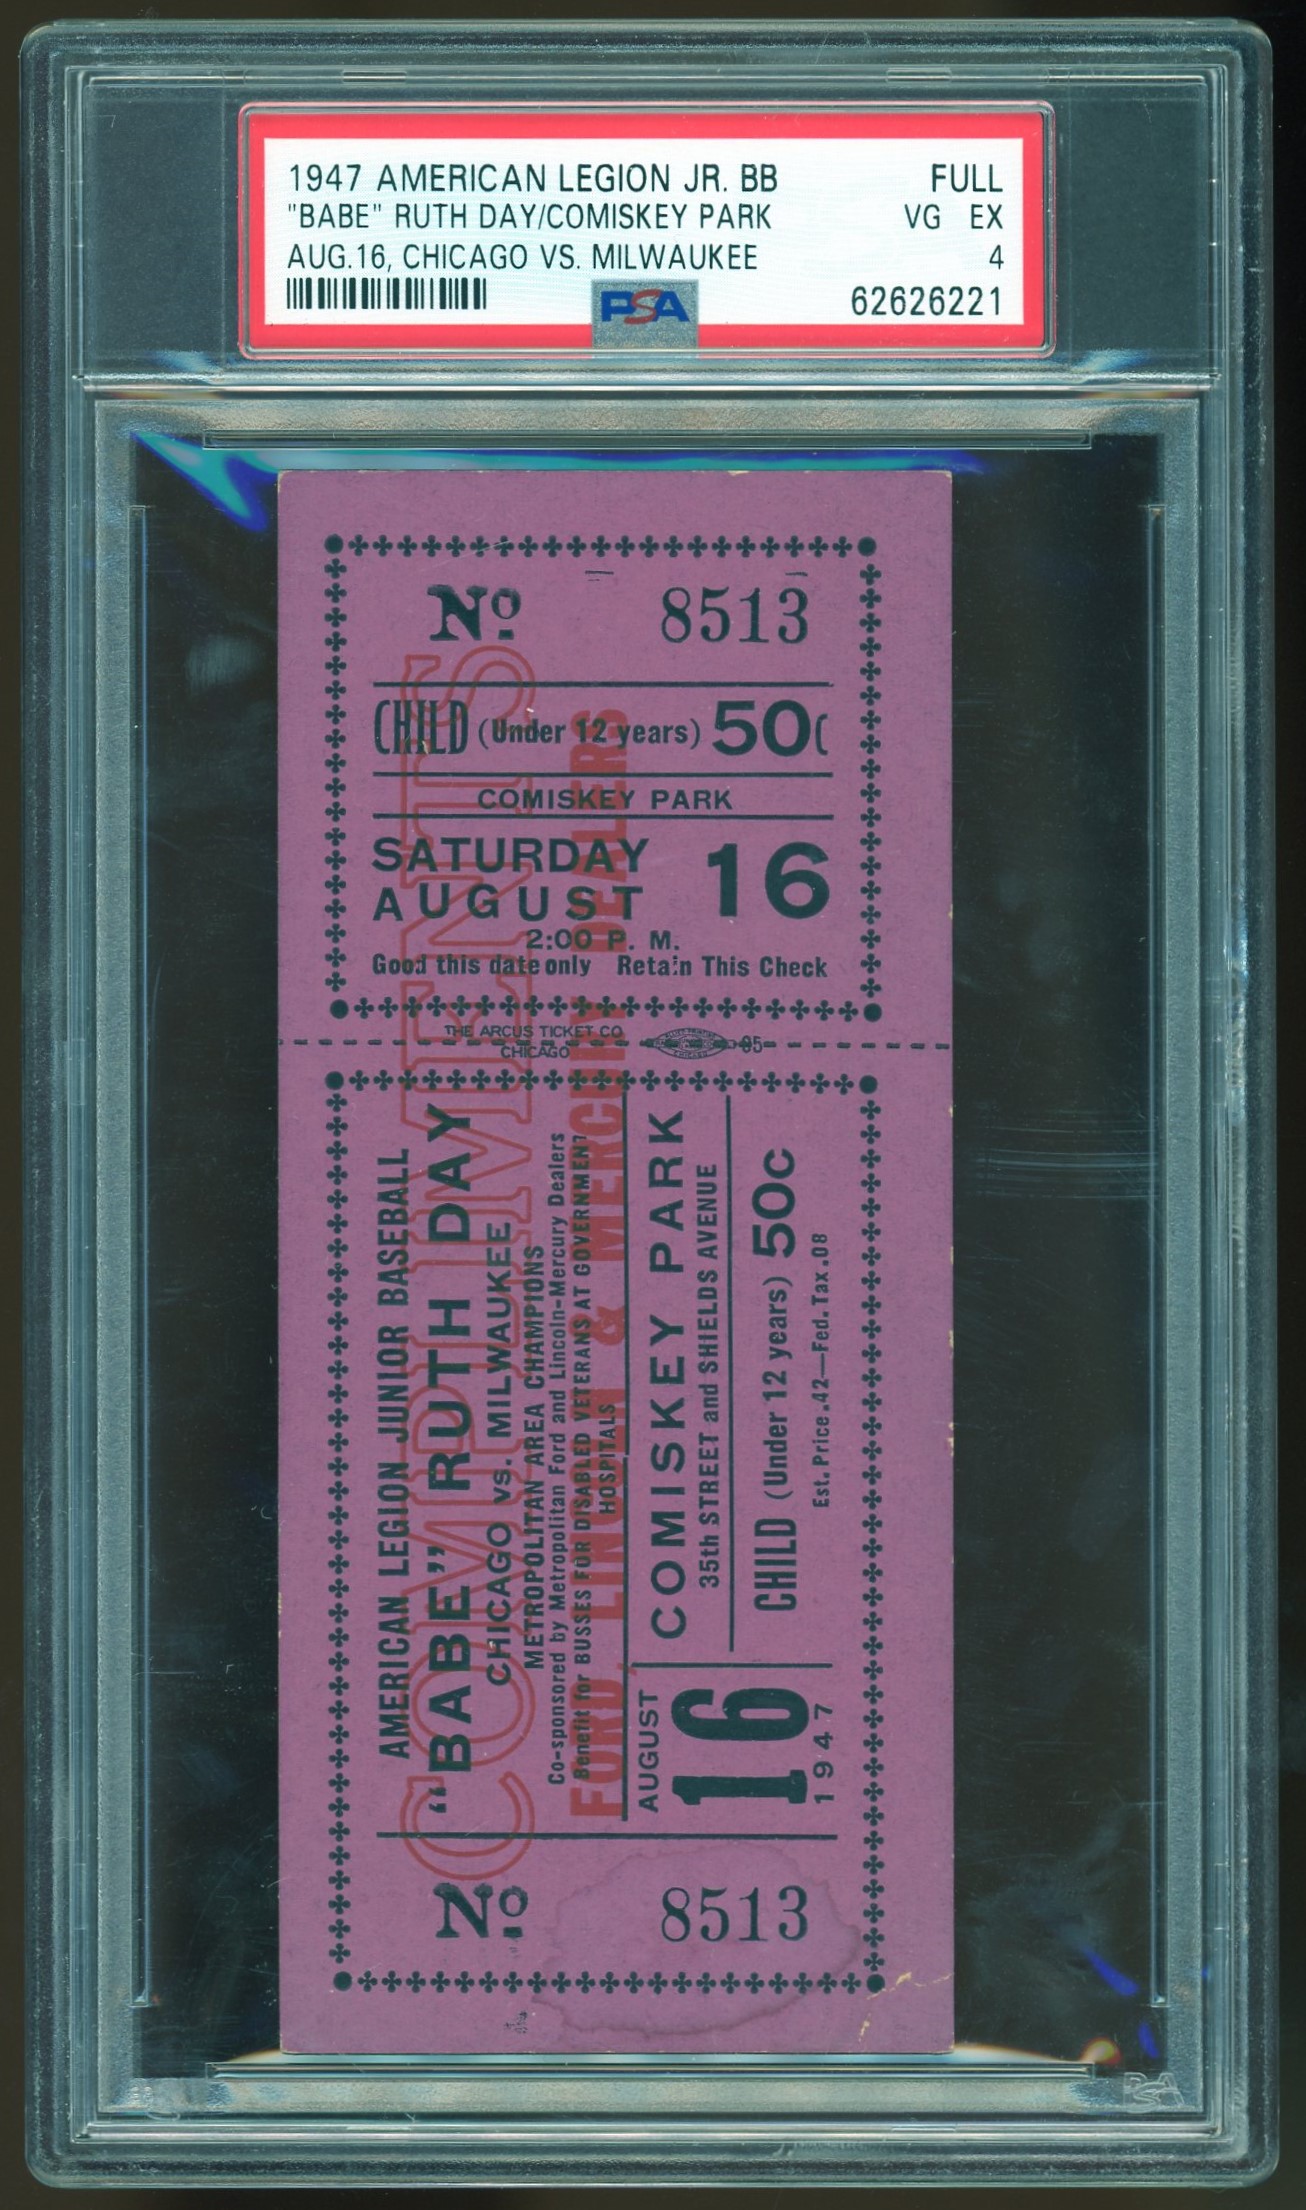 1947 AMERICAN LEGION JR. BB FULL
"BABE" RUTH DAY/COMISKEY PARK VG EX
AUG.16, CHICAGO VS. MILWAUKEE 4
PSA 62626221
No. 8513
CHILD (Under 12 years) 50c
COMISKEY PARK
SATURDAY
AUGUST 16
2:00 P. M.
Good this date only Retain This Check
THE ARCUS TICKET CO.
CHICAGO
95
AMERICAN LEGION JUNIOR BASEBALL
"BABE" RUTH DAY
CHICAGO vs. MILWAUKEE
METROPOLITAN AREA CHAMPIONS
Co-sponsored by Metropolitan Ford and Lincoln-Mercury Dealers
Benefit for BUSSES FOR DISABLED VETERANS AT GOVERNMENT
HOSPITALS
COMISKEY PARK
35th STREET and SHIELDS AVENUE
CHILD (Under 12 years) 50c
Est. Price .42—Fed. Tax .08
AUGUST
16
1947
COMPLIMENTS
FORD, LINCOLN & MERCURY DEALERS
No. 8513
PSA